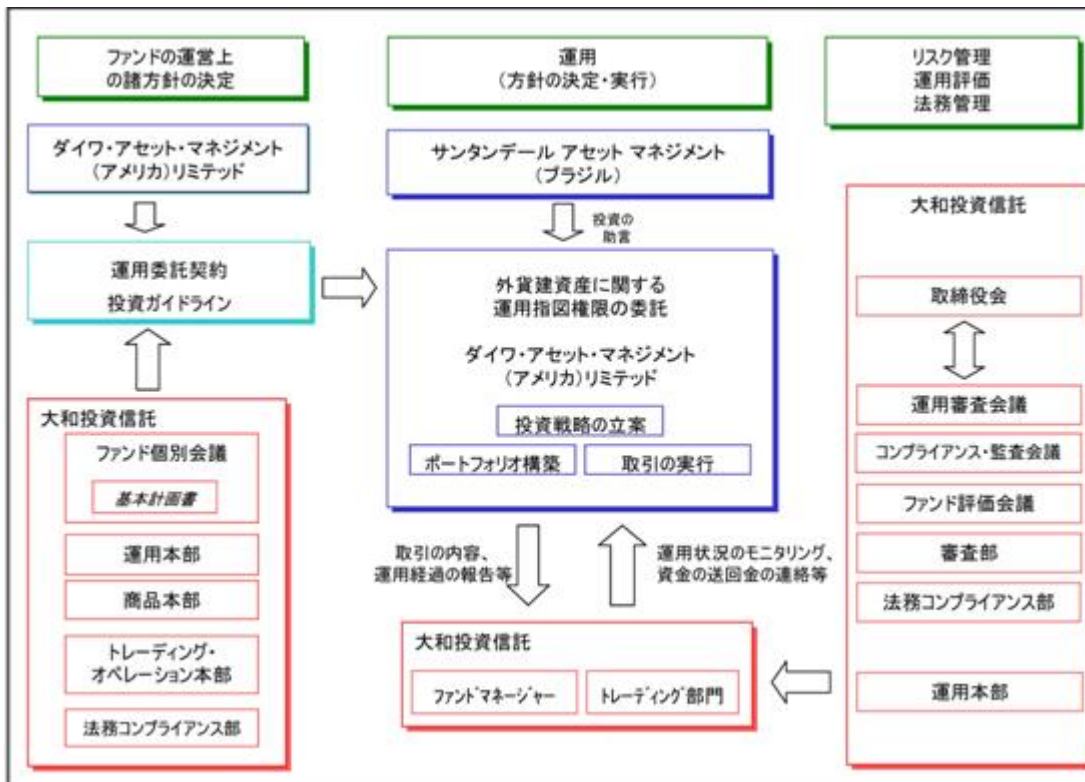 ファンドの運営上
の諸方針の決定
運用
(方針の決定・実行)
リスク管理
運用評価
法務管理
ダイワ・アセット・マネジメント
(アメリカ)リミテッド
サンタンデール アセット マネジメント
(ブラジル)
投資の
助言
運用委託契約
投資ガイドライン
外貨建資産に関する
運用指図権限の委託
ダイワ・アセット・マネジメント
(アメリカ)リミテッド
投資戦略の立案
ポートフォリオ構築
取引の実行
大和投資信託
ファンド個別会議
基本計画書
運用本部
商品本部
トレーディング・
オペレーション本部
法務コンプライアンス部
取引の内容、
運用経過の報告等
運用状況のモニタリング、
資金の送回金の連絡等
大和投資信託
ファンドマネージャー
トレーディング部門
大和投資信託
取締役会
運用審査会議
コンプライアンス・監査会議
ファンド評価会議
審査部
法務コンプライアンス部
運用本部